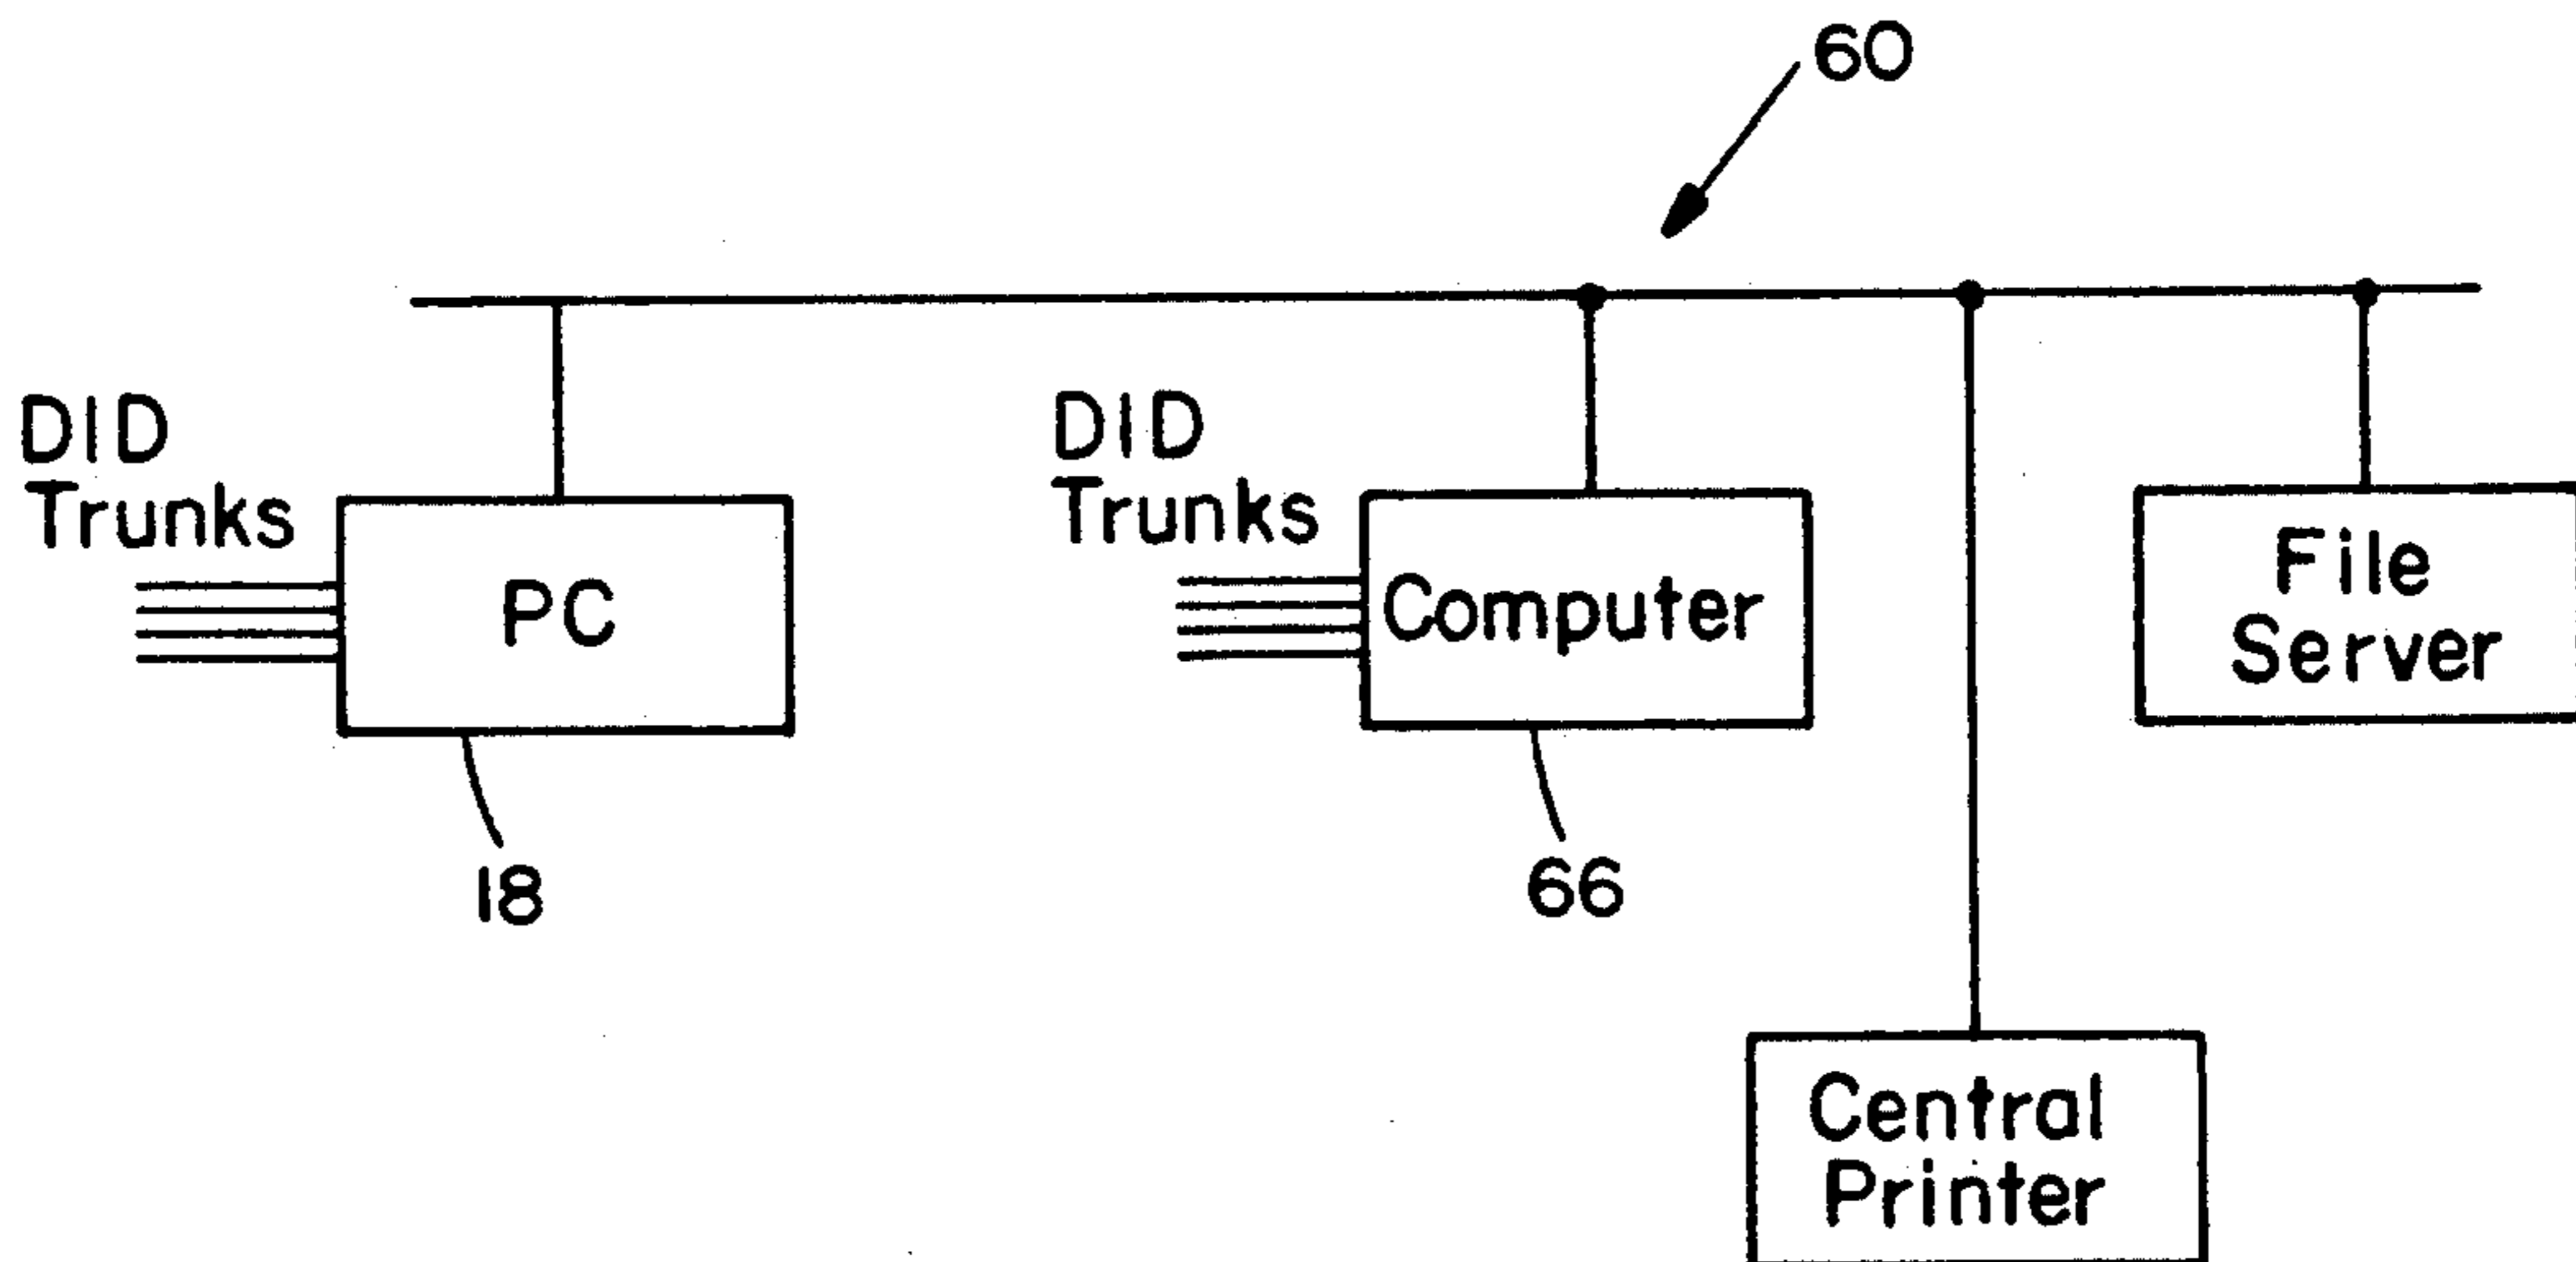 60
DID
Trunks
PC
18
DID
Trunks
Computer
66
File
Server
Central
Printer